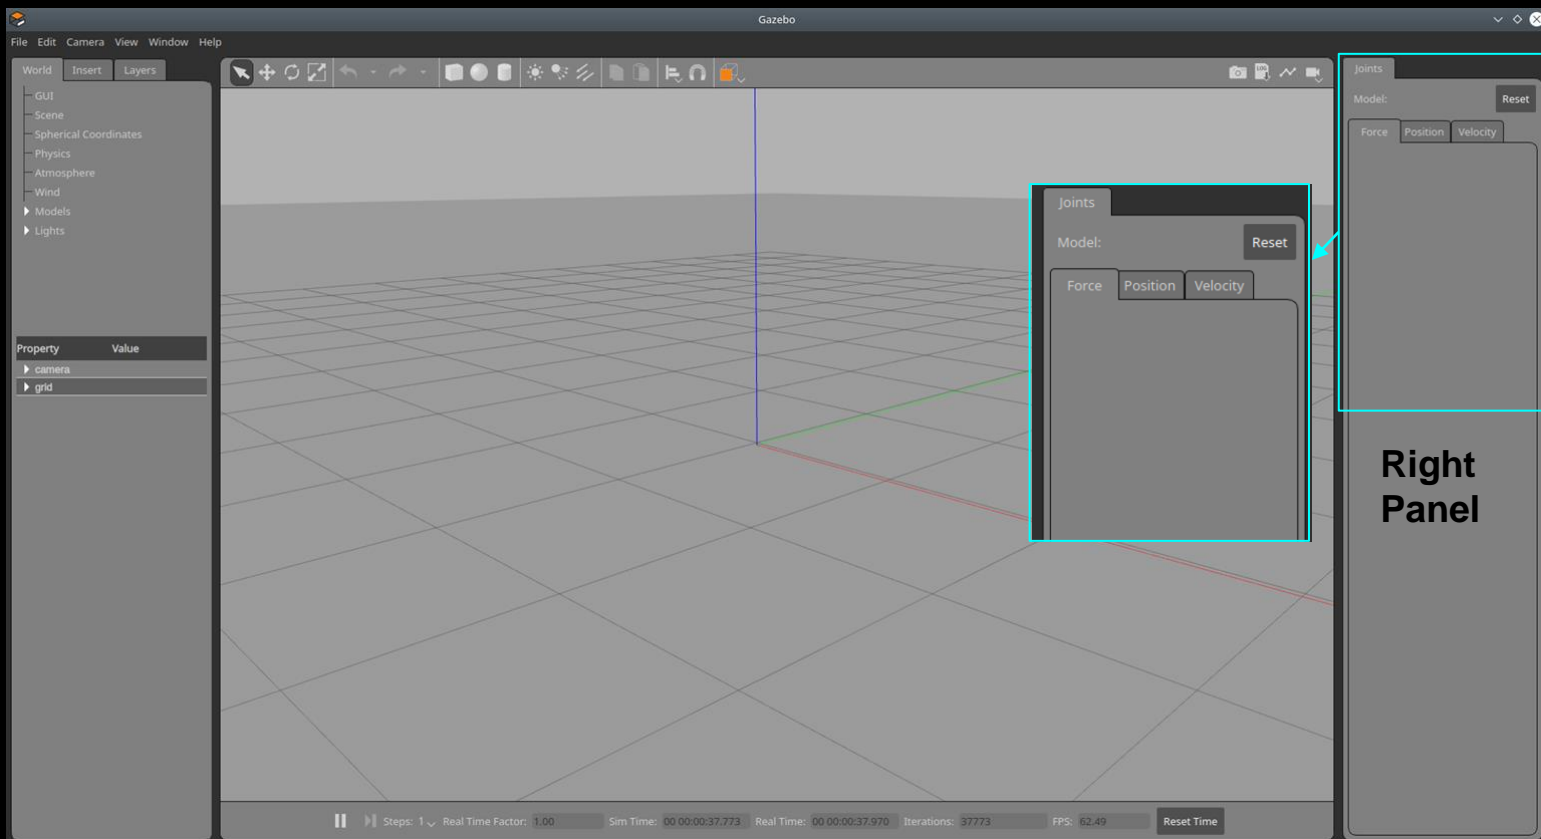 Gazebo
File Edit Camera View Window Help
World Insert Layers
GUI
Scene
Spherical Coordinates
Physics
Atmosphere
Wind
Models
Lights
Property Value
camera
grid
LOG
Joints
Model: Reset
Force Position Velocity
Joints
Model: Reset
Force Position Velocity
Right
Panel
Steps: 1 Real Time Factor: 1.00 Sim Time: 00 00:00:37.773 Real Time: 00 00:00:37.970 Iterations: 37773 FPS: 62.49 Reset Time